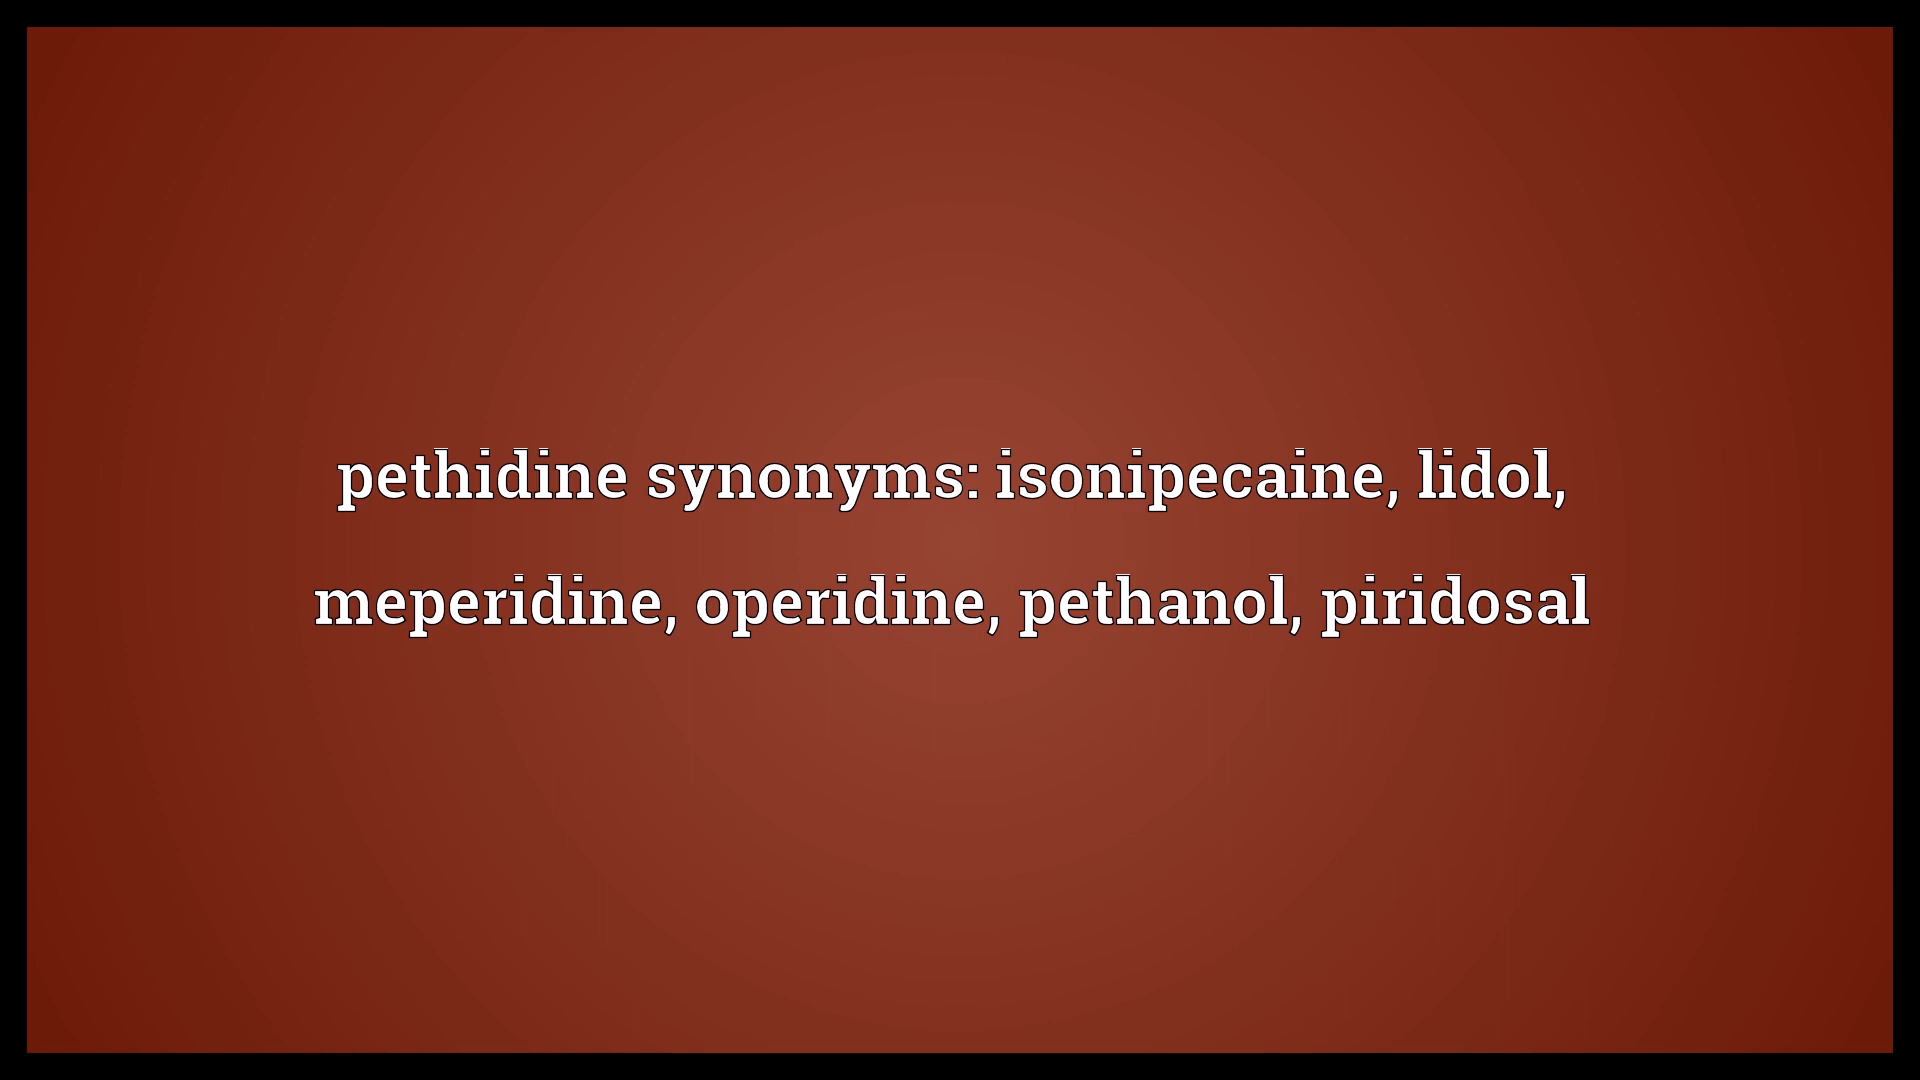 pethidine synonyms: isonipecaine, lidol,
meperidine, operidine, pethanol, piridosal